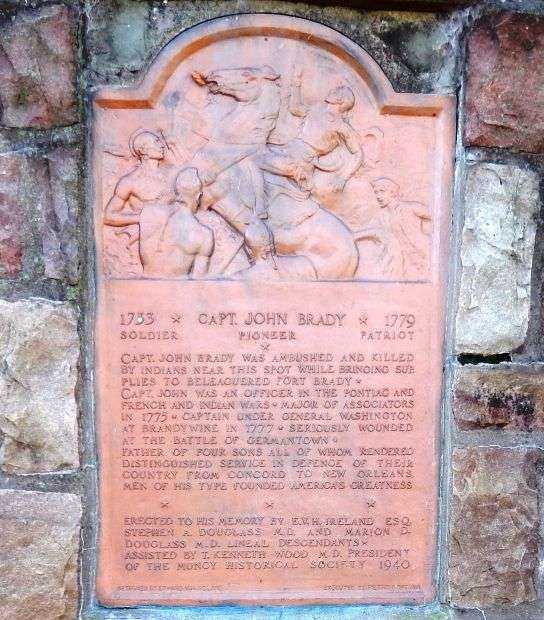 1733 ★ CAPT. JOHN BRADY ★ 1779
SOLDIER PIONEER PATRIOT
★
CAPT. JOHN BRADY WAS AMBUSHED AND KILLED
BY INDIANS NEAR THIS SPOT WHILE BRINGING SUP
PLIES TO BELEAGUERED FORT BRADY ★
CAPT. JOHN WAS AN OFFICER IN THE PONTIAC AND
FRENCH AND INDIAN WARS ★ MAJOR OF ASSOCIATORS
IN 1775 ★ CAPTAIN UNDER GENERAL WASHINGTON
AT BRANDYWINE IN 1777 ★ SERIOUSLY WOUNDED
AT THE BATTLE OF GERMANTOWN ★
FATHER OF FOUR SONS ALL OF WHOM RENDERED
DISTINGUISHED SERVICE IN DEFENCE OF THEIR
COUNTRY FROM CONCORD TO NEW ORLEANS.
MEN OF HIS TYPE FOUNDED AMERICA'S GREATNESS
★ ★ ★
ERECTED TO HIS MEMORY BY E.V.H. IRELAND ESQ.
STEPHEN A. DOUGLASS M.D. AND MARION D.
DOUGLASS M.D. LINEAL DESCENDANTS ★
ASSISTED BY T. KENNETH WOOD M.D. PRESIDENT
OF THE MUNCY HISTORICAL SOCIETY 1940